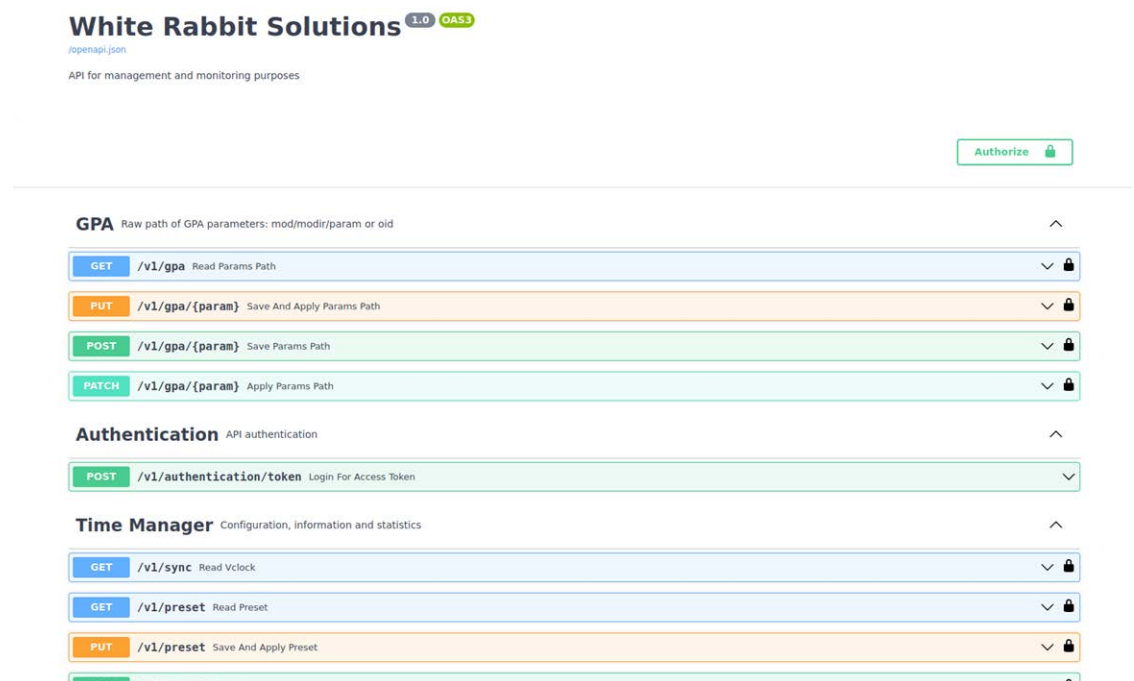 White Rabbit Solutions 1.0 OAS3
/openapi.json
API for management and monitoring purposes
Authorize
GPA Raw path of GPA parameters: mod/modir/param or oid
GET /v1/gpa Read Params Path
PUT /v1/gpa/{param} Save And Apply Params Path
POST /v1/gpa/{param} Save Params Path
PATCH /v1/gpa/{param} Apply Params Path
Authentication API authentication
POST /v1/authentication/token Login For Access Token
Time Manager Configuration, information and statistics
GET /v1/sync Read Vclock
GET /v1/preset Read Preset
PUT /v1/preset Save And Apply Preset